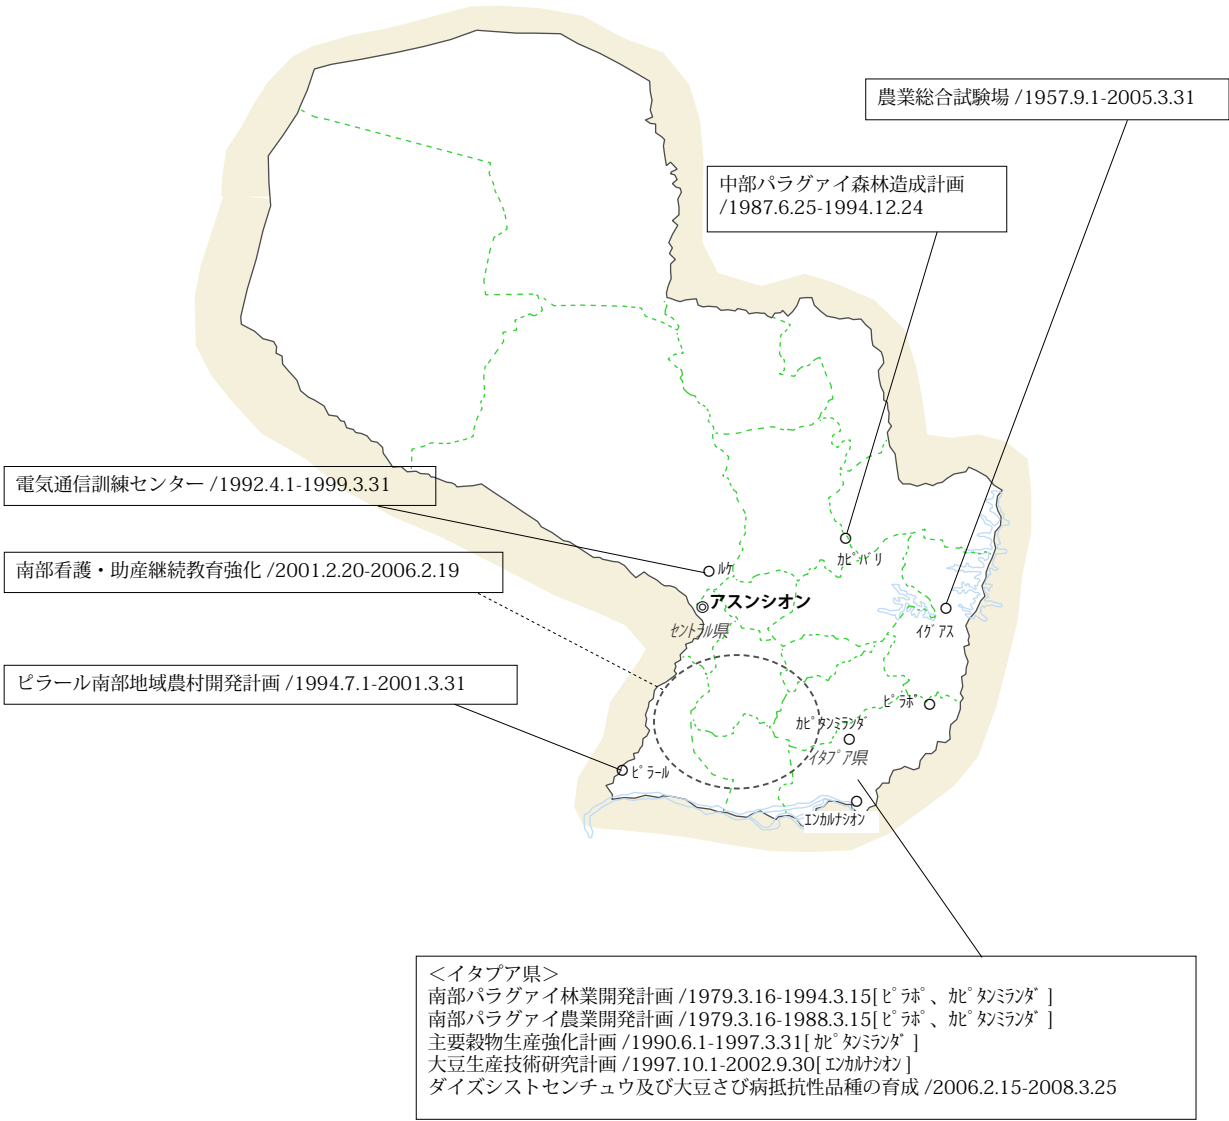 農業総合試験場 /1957.9.1-2005.3.31
中部パラグァイ森林造成計画
/1987.6.25-1994.12.24
電気通信訓練センター /1992.4.1-1999.3.31
南部看護・助産継続教育強化 /2001.2.20-2006.2.19
ピラール南部地域農村開発計画 /1994.7.1-2001.3.31
ｶﾋﾟﾊﾞﾘ
ﾙｹ
アスンシオン
ｾﾝﾄﾗﾙ県
ｲｸﾞｱｽ
ﾋﾟﾗﾎﾟ
ｶﾋﾟﾀﾝﾐﾗﾝﾀﾞ
ｲﾀﾌﾟｱ県
ﾋﾟﾗｰﾙ
ｴﾝｶﾙﾅｼｵﾝ
＜イタプア県＞
南部パラグァイ林業開発計画 /1979.3.16-1994.3.15[ﾋﾟﾗﾎﾟ、ｶﾋﾟﾀﾝﾐﾗﾝﾀﾞ]
南部パラグァイ農業開発計画 /1979.3.16-1988.3.15[ﾋﾟﾗﾎﾟ、ｶﾋﾟﾀﾝﾐﾗﾝﾀﾞ]
主要穀物生産強化計画 /1990.6.1-1997.3.31[ｶﾋﾟﾀﾝﾐﾗﾝﾀﾞ]
大豆生産技術研究計画 /1997.10.1-2002.9.30[ｴﾝｶﾙﾅｼｵﾝ]
ダイズシストセンチュウ及び大豆さび病抵抗性品種の育成 /2006.2.15-2008.3.25